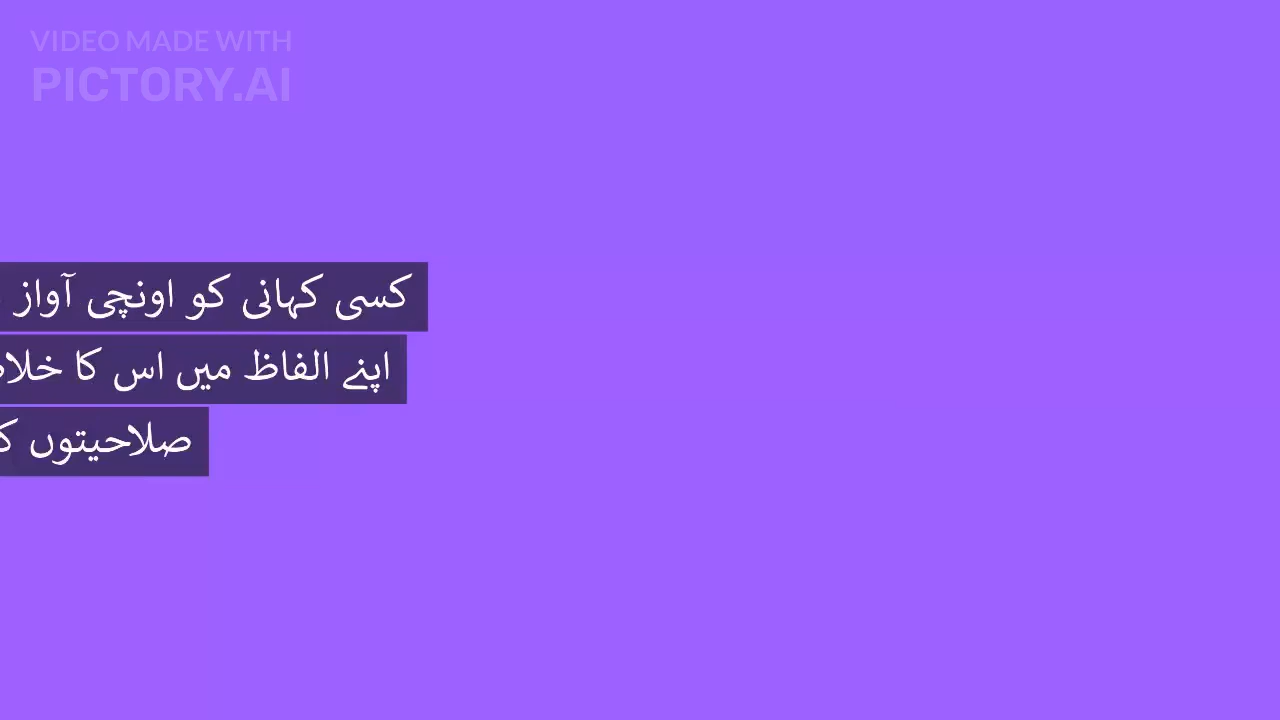 VIDEO MADE WITH
PICTORY.AI
کسی کہانی کو اونچی آواز
اپنے الفاظ میں اس کا
صلاحیتوں